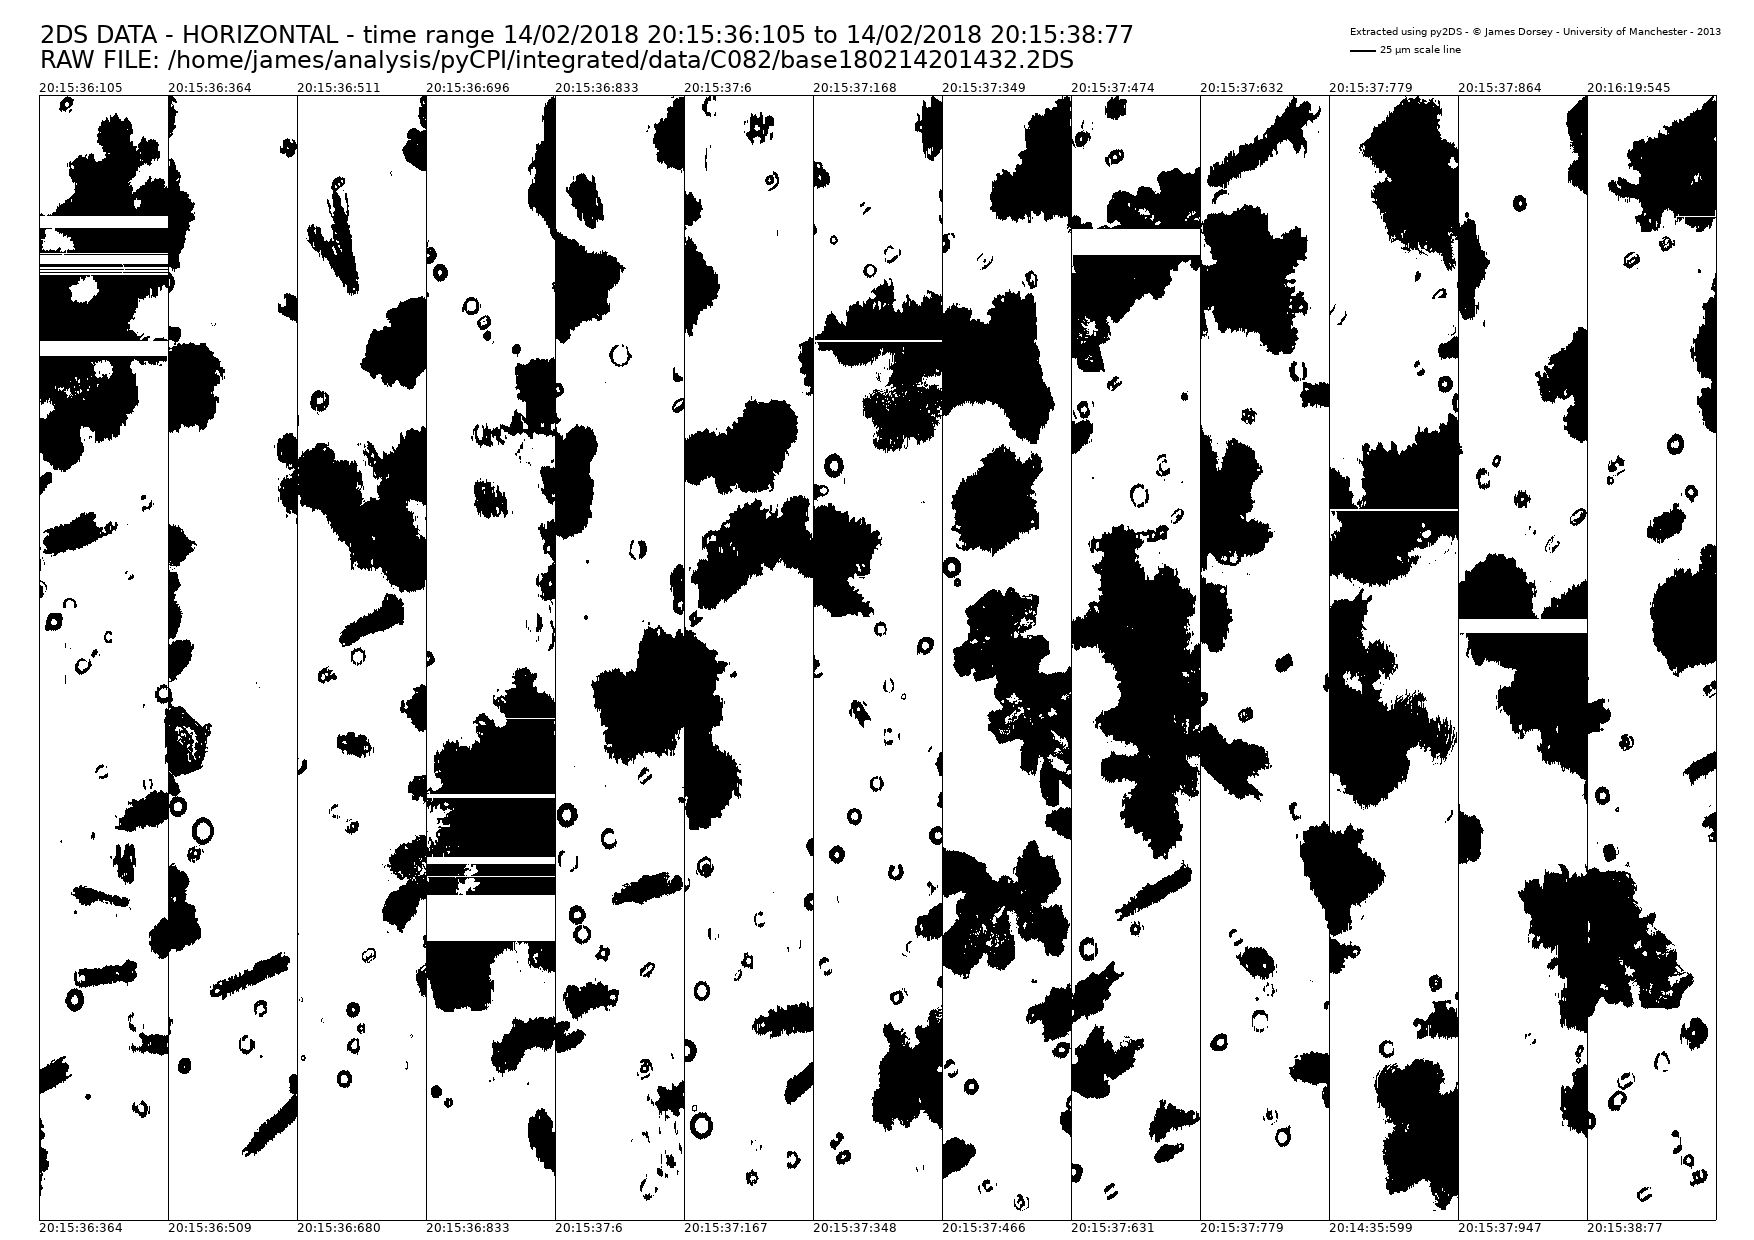 2DS DATA - HORIZONTAL - time range 14/02/2018 20:15:36:105 to 14/02/2018 20:15:38:77
Extracted using py2DS - © James Dorsey - University of Manchester - 2013
25 µm scale line
RAW FILE: /home/james/analysis/pyCPI/integrated/data/C082/base180214201432.2DS
20:15:36:105 20:15:36:364 20:15:36:511 20:15:36:696 20:15:36:833 20:15:37:6 20:15:37:168 20:15:37:349 20:15:37:474 20:15:37:632 20:15:37:779 20:15:37:864 20:16:19:545
20:15:36:364 20:15:36:509 20:15:36:680 20:15:36:833 20:15:37:6 20:15:37:167 20:15:37:348 20:15:37:466 20:15:37:631 20:15:37:779 20:14:35:599 20:15:37:947 20:15:38:77